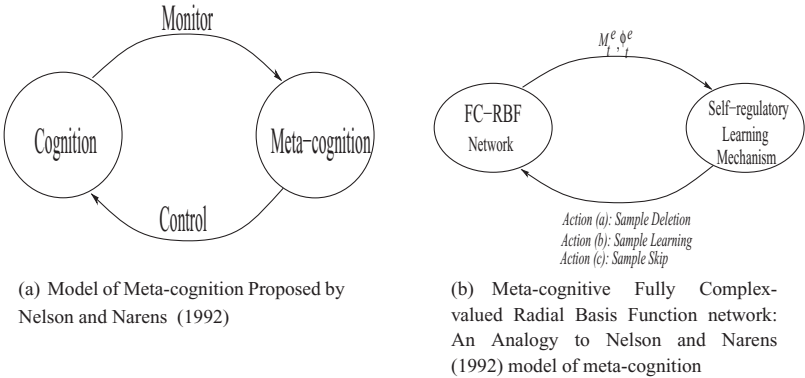 Monitor
Cognition
Meta-cognition
Control
(a) Model of Meta-cognition Proposed by
Nelson and Narens (1992)
M_t^e, ϕ_t^e
FC-RBF
Network
Self-regulatory
Learning
Mechanism
Action (a): Sample Deletion
Action (b): Sample Learning
Action (c): Sample Skip
(b) Meta-cognitive Fully Complex-
valued Radial Basis Function network:
An Analogy to Nelson and Narens
(1992) model of meta-cognition